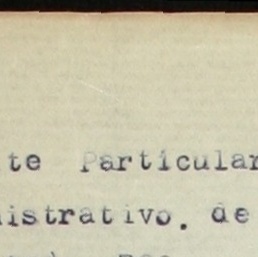 te Particular
istrativo. de